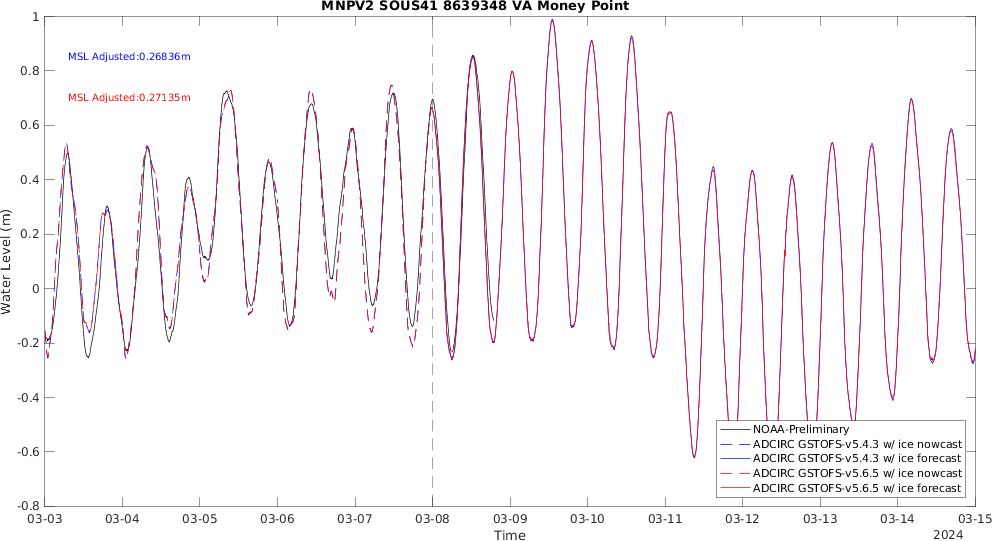 MNPV2 SOUS41 8639348 VA Money Point
MSL Adjusted:0.26836m
MSL Adjusted:0.27135m
Water Level (m)
1
0.8
0.6
0.4
0.2
0
-0.2
-0.4
-0.6
-0.8
NOAA-Preliminary
ADCIRC GSTOFS-v5.4.3 w/ ice nowcast
ADCIRC GSTOFS-v5.4.3 w/ ice forecast
ADCIRC GSTOFS-v5.6.5 w/ ice nowcast
ADCIRC GSTOFS-v5.6.5 w/ ice forecast
03-03 03-04 03-05 03-06 03-07 03-08 03-09 03-10 03-11 03-12 03-13 03-14 03-15
Time
2024